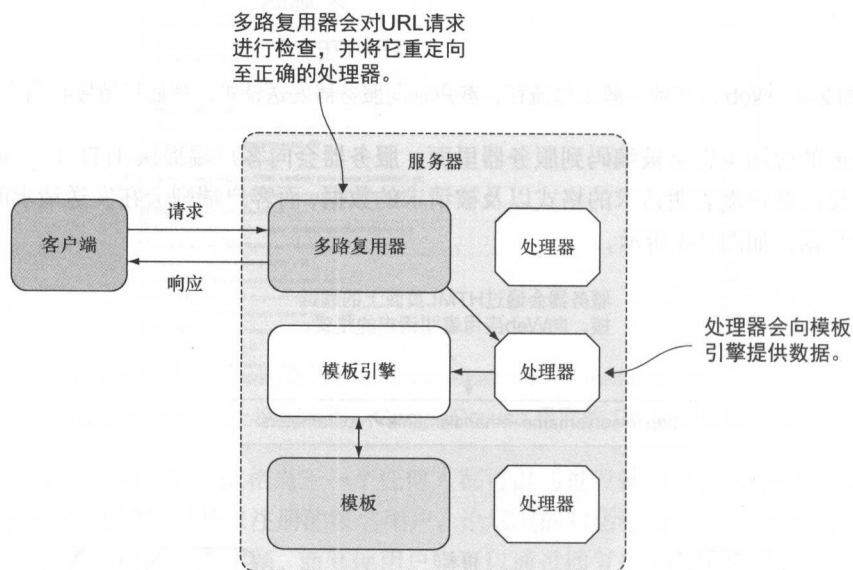 多路复用器会对URL请求
进行检查，并将它重定向
至正确的处理器。
服务器
请求
客户端
多路复用器
处理器
响应
处理器会向模板
引擎提供数据。
模板引擎
处理器
模板
处理器